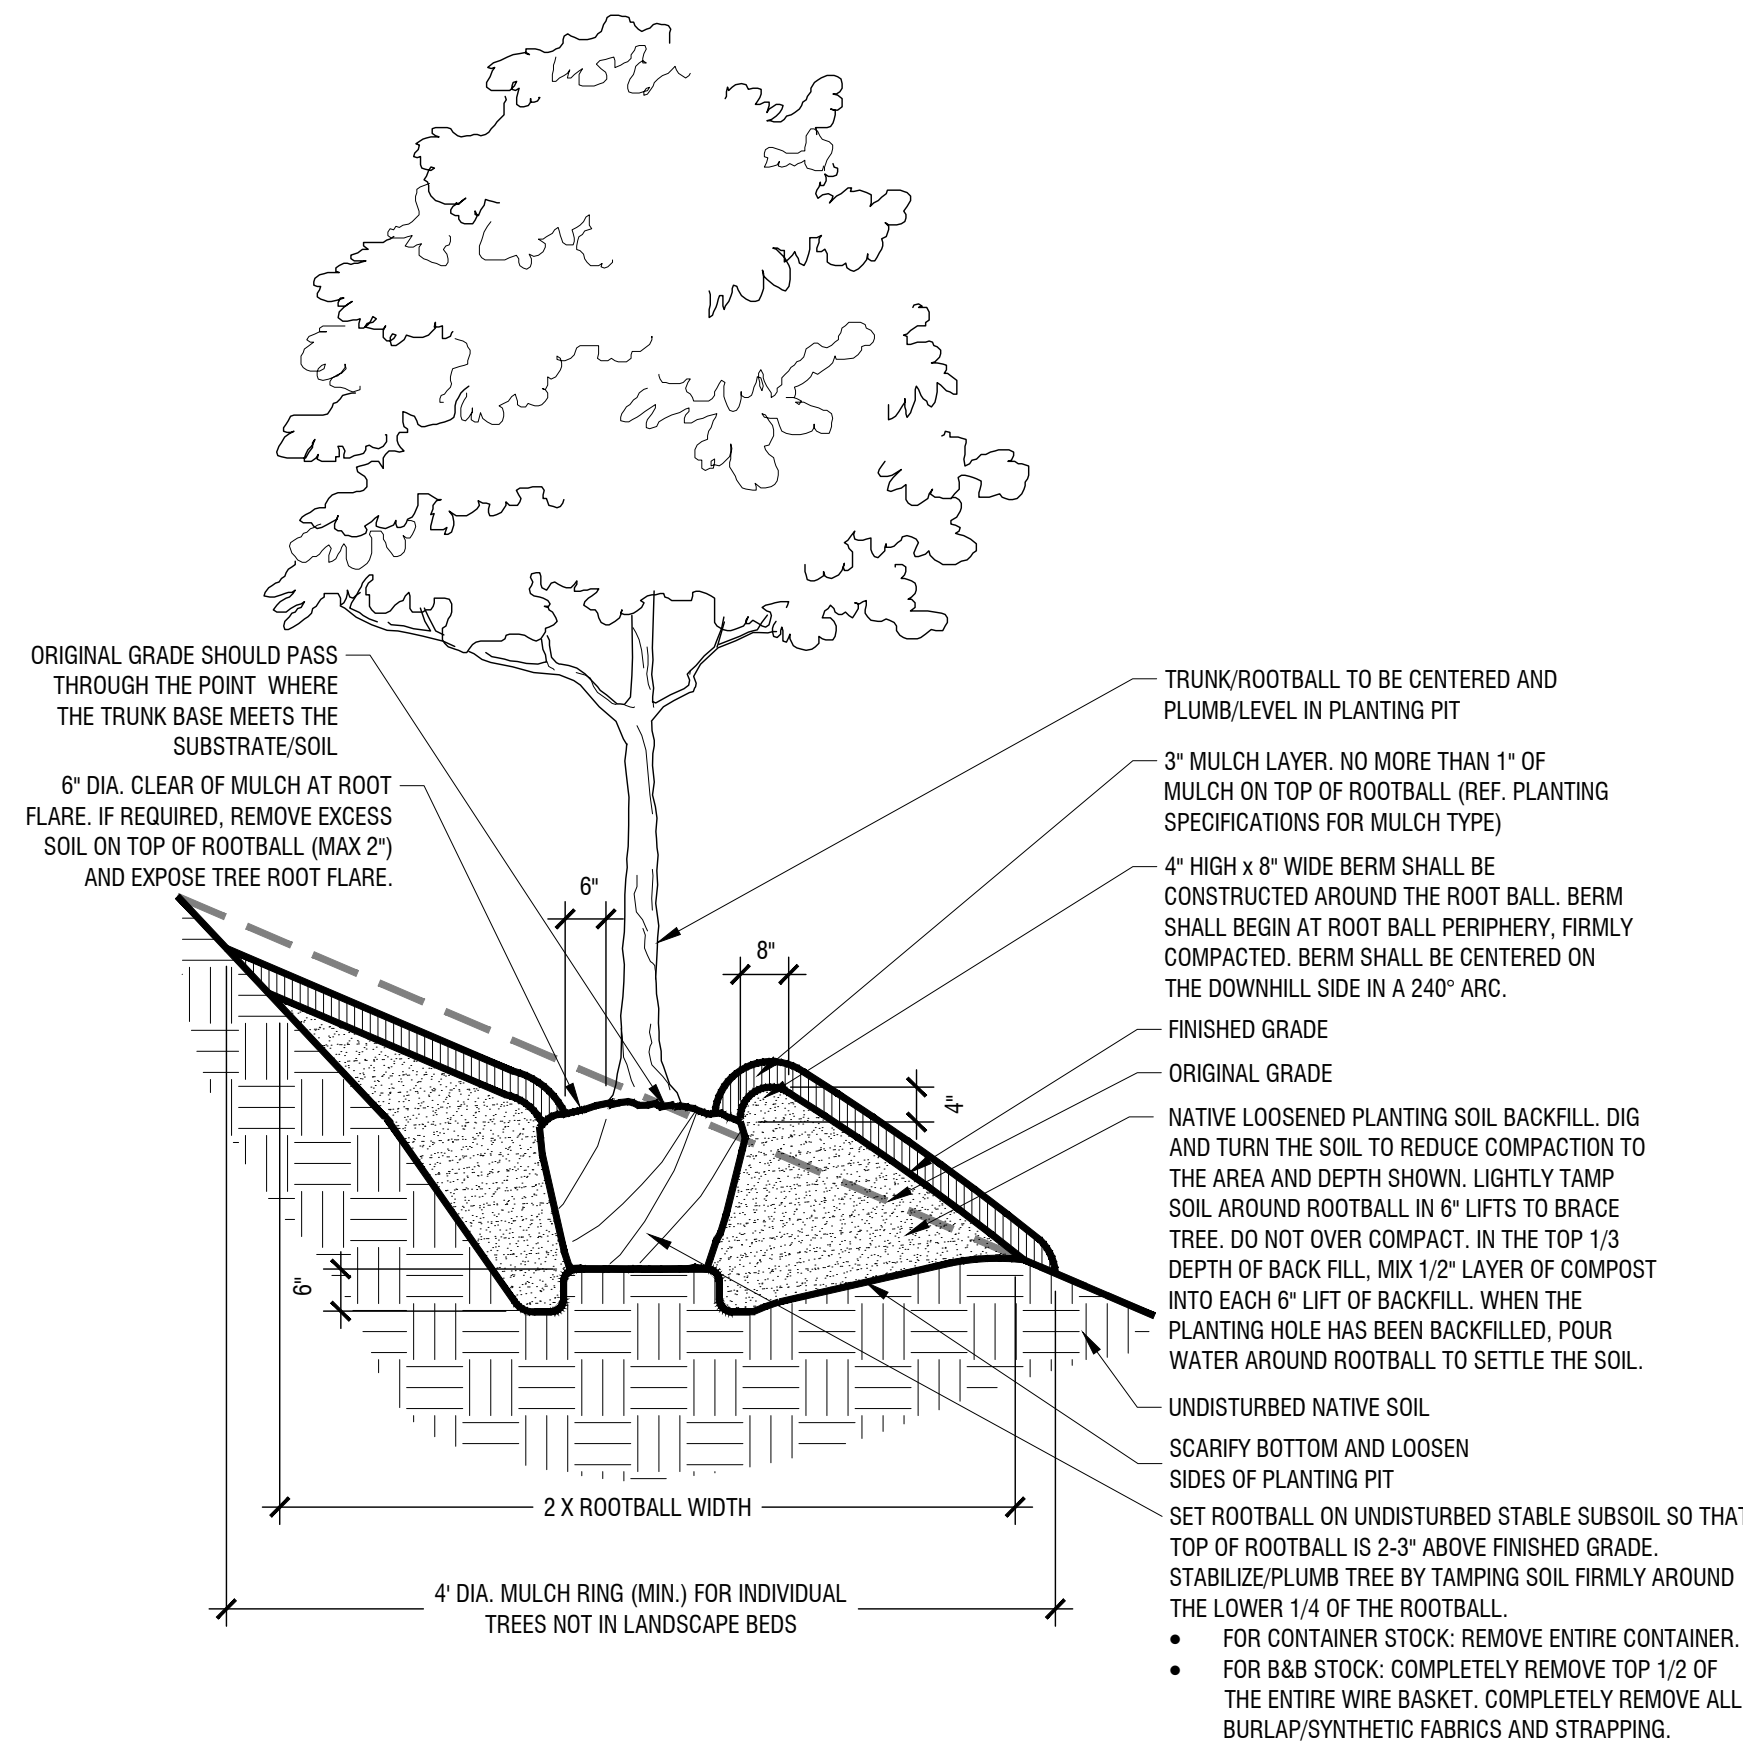 ORIGINAL GRADE SHOULD PASS
THROUGH THE POINT WHERE
THE TRUNK BASE MEETS THE
SUBSTRATE/SOIL
6" DIA. CLEAR OF MULCH AT ROOT
FLARE. IF REQUIRED, REMOVE EXCESS
SOIL ON TOP OF ROOTBALL (MAX 2")
AND EXPOSE TREE ROOT FLARE.
6"
8"
4"
6"
2 X ROOTBALL WIDTH
4' DIA. MULCH RING (MIN.) FOR INDIVIDUAL
TREES NOT IN LANDSCAPE BEDS
TRUNK/ROOTBALL TO BE CENTERED AND
PLUMB/LEVEL IN PLANTING PIT
3" MULCH LAYER. NO MORE THAN 1" OF
MULCH ON TOP OF ROOTBALL (REF. PLANTING
SPECIFICATIONS FOR MULCH TYPE)
4" HIGH x 8" WIDE BERM SHALL BE
CONSTRUCTED AROUND THE ROOT BALL. BERM
SHALL BEGIN AT ROOT BALL PERIPHERY, FIRMLY
COMPACTED. BERM SHALL BE CENTERED ON
THE DOWNHILL SIDE IN A 240° ARC.
FINISHED GRADE
ORIGINAL GRADE
NATIVE LOOSENED PLANTING SOIL BACKFILL. DIG
AND TURN THE SOIL TO REDUCE COMPACTION TO
THE AREA AND DEPTH SHOWN. LIGHTLY TAMP
SOIL AROUND ROOTBALL IN 6" LIFTS TO BRACE
TREE. DO NOT OVER COMPACT. IN THE TOP 1/3
DEPTH OF BACK FILL, MIX 1/2" LAYER OF COMPOST
INTO EACH 6" LIFT OF BACKFILL. WHEN THE
PLANTING HOLE HAS BEEN BACKFILLED, POUR
WATER AROUND ROOTBALL TO SETTLE THE SOIL.
UNDISTURBED NATIVE SOIL
SCARIFY BOTTOM AND LOOSEN
SIDES OF PLANTING PIT
SET ROOTBALL ON UNDISTURBED STABLE SUBSOIL SO THAT
TOP OF ROOTBALL IS 2-3" ABOVE FINISHED GRADE.
STABILIZE/PLUMB TREE BY TAMPING SOIL FIRMLY AROUND
THE LOWER 1/4 OF THE ROOTBALL.
• FOR CONTAINER STOCK: REMOVE ENTIRE CONTAINER.
• FOR B&B STOCK: COMPLETELY REMOVE TOP 1/2 OF
THE ENTIRE WIRE BASKET. COMPLETELY REMOVE ALL
BURLAP/SYNTHETIC FABRICS AND STRAPPING.